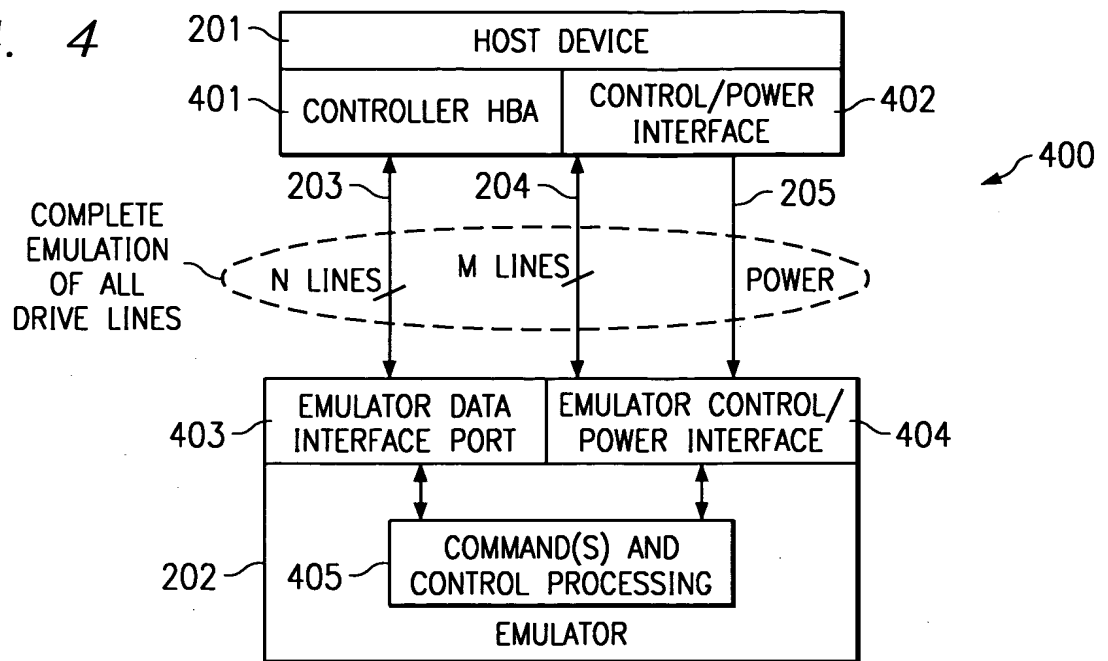 . 4
201
HOST DEVICE
401
CONTROLLER HBA
CONTROL/POWER
INTERFACE
402
400
203
204
205
COMPLETE
EMULATION
OF ALL
DRIVE LINES
N LINES
M LINES
POWER
403
EMULATOR DATA
INTERFACE PORT
EMULATOR CONTROL/
POWER INTERFACE
404
202
405
COMMAND(S) AND
CONTROL PROCESSING
EMULATOR